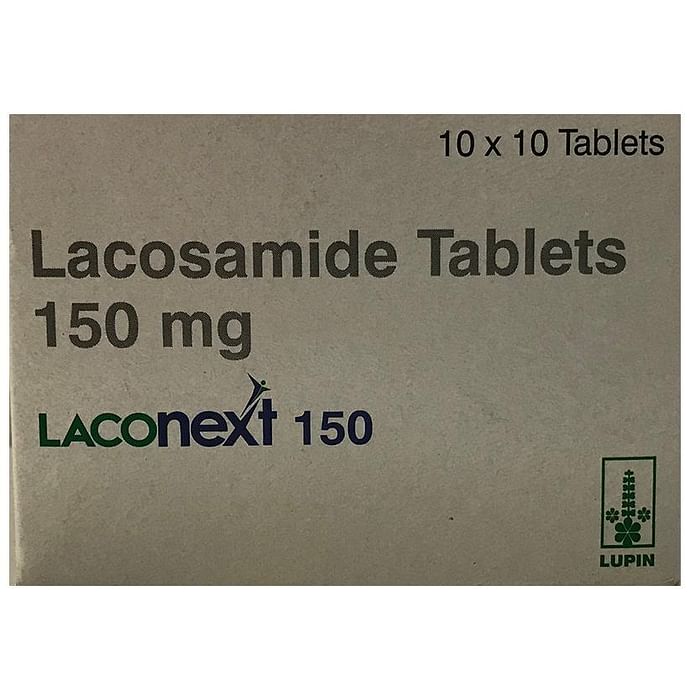 10 x 10 Tablets
Lacosamide Tablets
150 mg
LACOnext 150
LUPIN